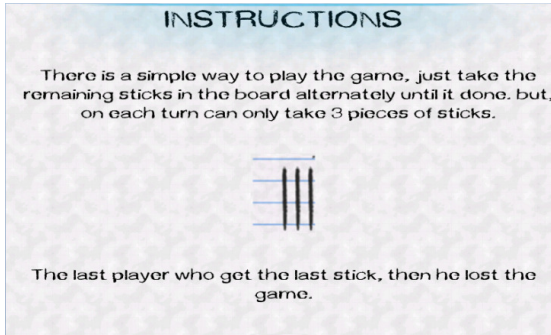 INSTRUCTIONS
There is a simple way to play the game, just take the
remaining sticks in the board alternately until it done. but,
on each turn can only take 3 pieces of sticks.
The last player who get the last stick, then he lost the
game.